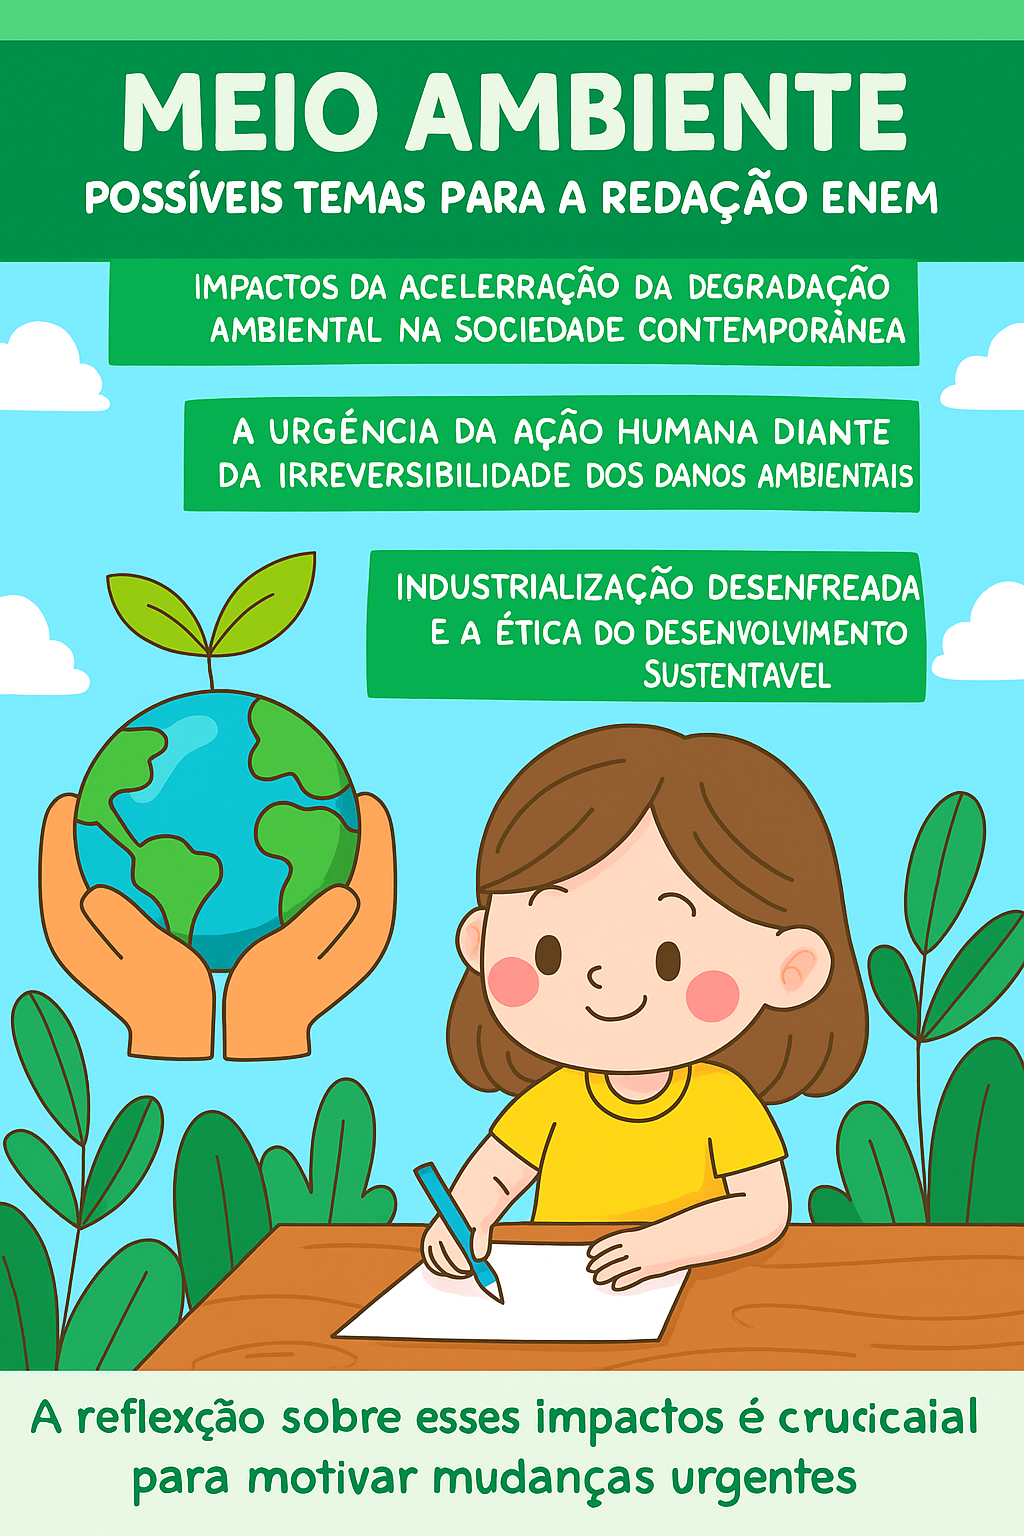 MEIO AMBIENTE
POSSÍVEIS TEMAS PARA A REDAÇÃO ENEM
IMPACTOS DA ACELERRAÇÃO DA DEGRADAÇÃO
AMBIENTAL NA SOCIEDADE CONTEMPORÀNEA
A URGÉNCIA DA AÇÃO HUMANA DIANTE
DA IRREVERSIBILIDADE DOS DANOS AMBIENTAIS
INDUSTRIALIZAÇÃO DESENFREADA
E A ÉTICA DO DESENVOLVIMENTO
SUSTENTAVEL
A reflexção sobre esses impactos é crucicaial
para motivar mudanças urgentes